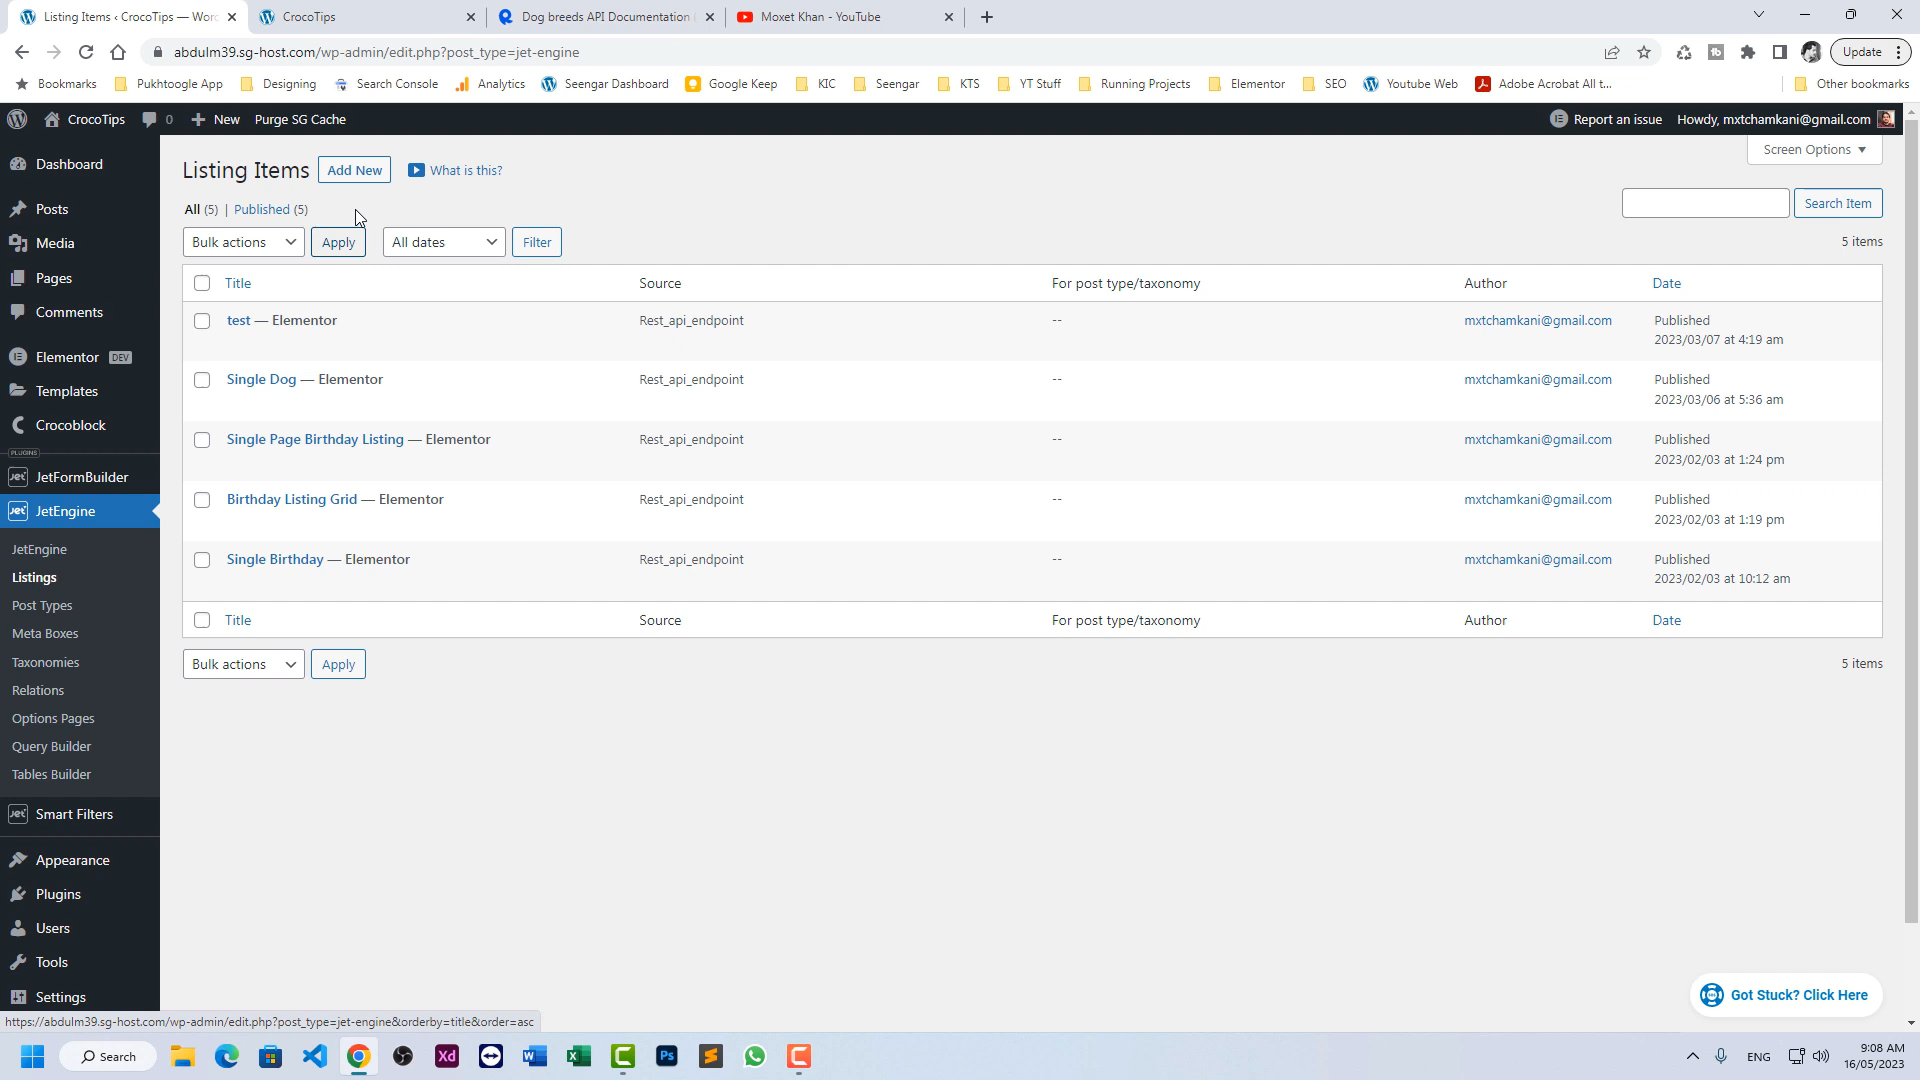 Listing Items ‹ CrocoTips — Worc
CrocoTips
Dog breeds API Documentation
Moxet Khan - YouTube
abdulm39.sg-host.com/wp-admin/edit.php?post_type=jet-engine
Update
Bookmarks
Pukhtoogle App
Designing
Search Console
Analytics
Seengar Dashboard
Google Keep
KIC
Seengar
KTS
YT Stuff
Running Projects
Elementor
SEO
Youtube Web
Adobe Acrobat All t...
Other bookmarks
CrocoTips
0
New
Purge SG Cache
Report an issue
Howdy, mxtchamkani@gmail.com
Dashboard
Posts
Media
Pages
Comments
Elementor DEV
Templates
Crocoblock
PLUGINS
Jet JetFormBuilder
Jet JetEngine
JetEngine
Listings
Post Types
Meta Boxes
Taxonomies
Relations
Options Pages
Query Builder
Tables Builder
Jet Smart Filters
Appearance
Plugins
Users
Tools
Settings
Screen Options
Listing Items
Add New
What is this?
All (5) | Published (5)
Search Item
Bulk actions
Apply
All dates
Filter
5 items
Title Source For post type/taxonomy Author Date
test — Elementor Rest_api_endpoint -- mxtchamkani@gmail.com Published
2023/03/07 at 4:19 am
Single Dog — Elementor Rest_api_endpoint -- mxtchamkani@gmail.com Published
2023/03/06 at 5:36 am
Single Page Birthday Listing — Elementor Rest_api_endpoint -- mxtchamkani@gmail.com Published
2023/02/03 at 1:24 pm
Birthday Listing Grid — Elementor Rest_api_endpoint -- mxtchamkani@gmail.com Published
2023/02/03 at 1:19 pm
Single Birthday — Elementor Rest_api_endpoint -- mxtchamkani@gmail.com Published
2023/02/03 at 10:12 am
Title Source For post type/taxonomy Author Date
Bulk actions
Apply
5 items
Got Stuck? Click Here
https://abdulm39.sg-host.com/wp-admin/edit.php?post_type=jet-engine&orderby=title&order=asc
Search
Xd
Ps
ENG
9:08 AM
16/05/2023